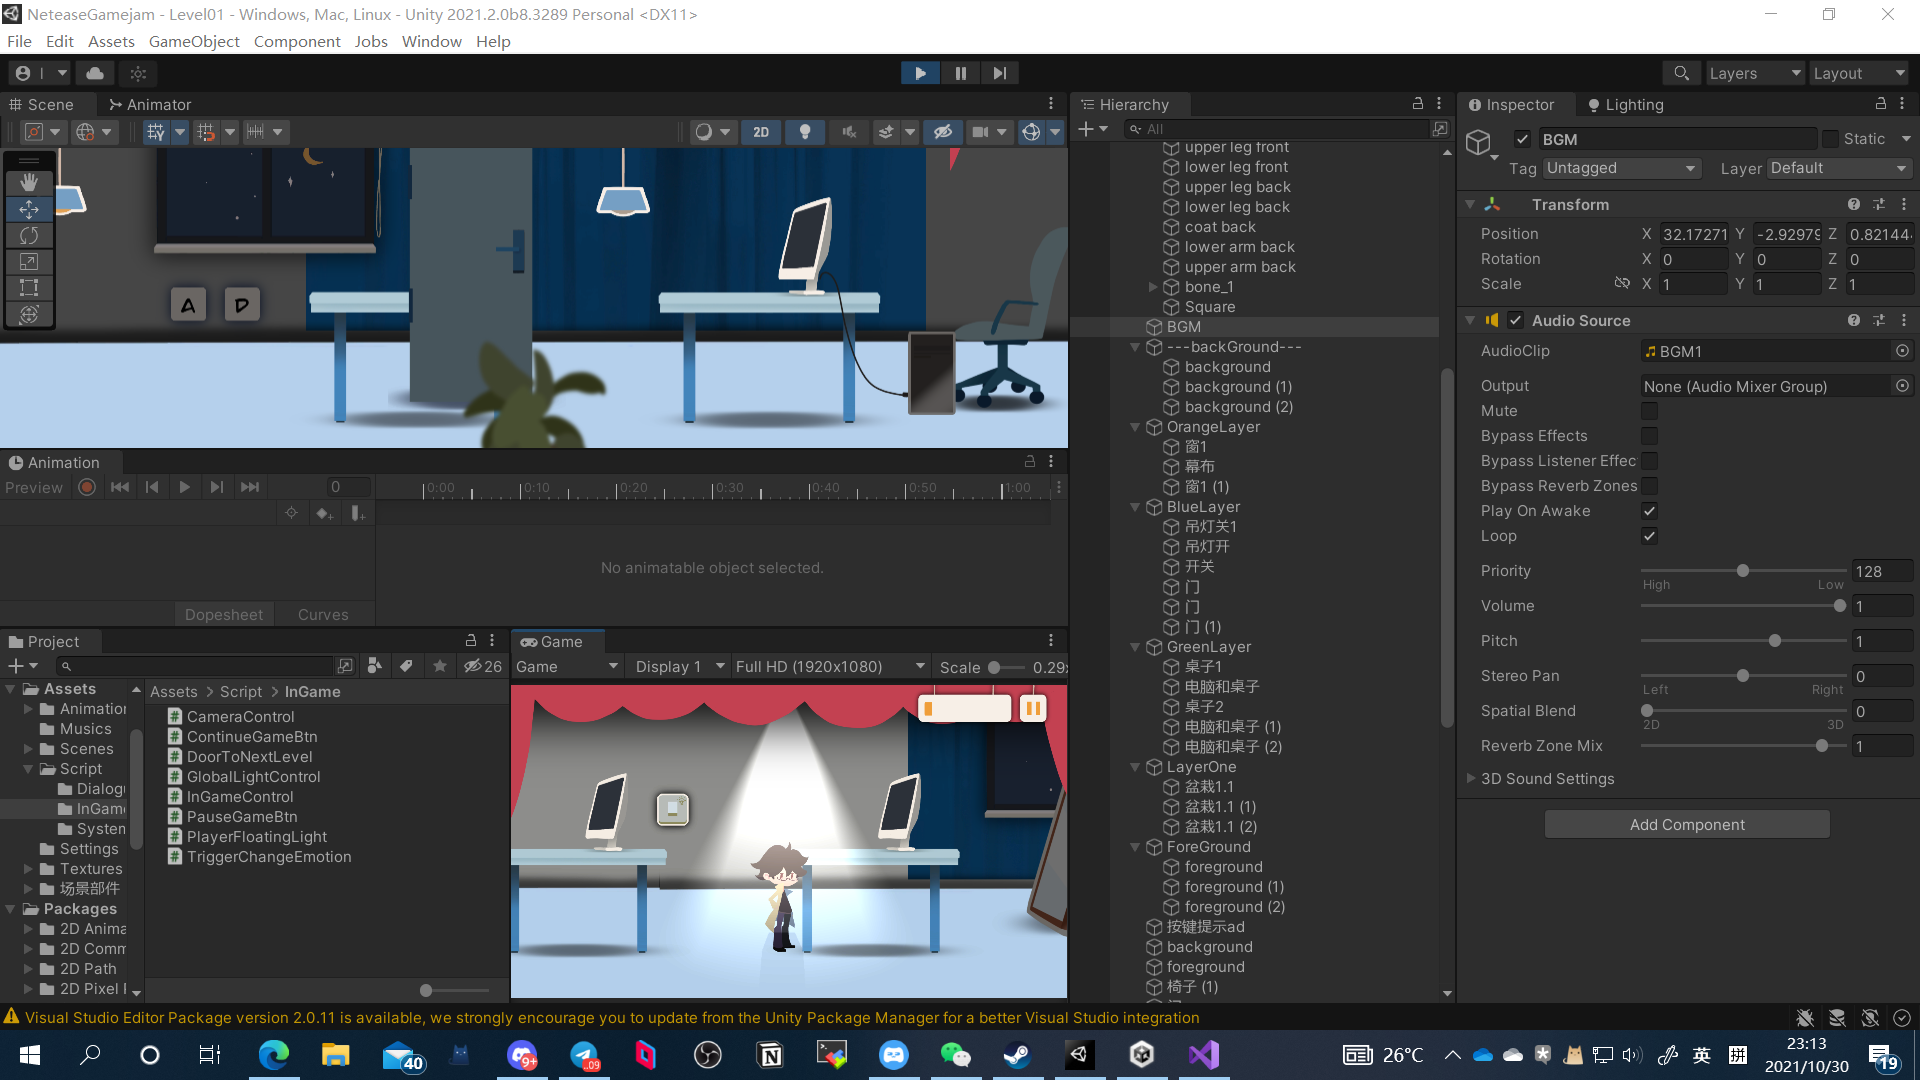 NeteaseGamejam - Level01 - Windows, Mac, Linux - Unity 2021.2.0b8.3289 Personal <DX11>
File Edit Assets GameObject Component Jobs Window Help
I
Layers
Layout
Scene
Animator
2D
A
D
Animation
Preview
0
0:00
0:10
0:20
0:30
0:40
0:50
1:00
No animatable object selected.
Dopesheet
Curves
Project
26
Assets
Animation
Musics
Scenes
Script
Dialogu
InGame
System
Settings
Textures
场景部件
Packages
2D Anima
2D Comm
2D Path
2D Pixel
Assets > Script > InGame
CameraControl
ContinueGameBtn
DoorToNextLevel
GlobalLightControl
InGameControl
PauseGameBtn
PlayerFloatingLight
TriggerChangeEmotion
Game
Game
Display 1
Full HD (1920x1080)
Scale
0.29x
Hierarchy
All
upper leg front
lower leg front
upper leg back
lower leg back
coat back
lower arm back
upper arm back
bone_1
Square
BGM
---backGround---
background
background (1)
background (2)
OrangeLayer
窗1
幕布
窗1 (1)
BlueLayer
吊灯关1
吊灯开
开关
门
门
门 (1)
GreenLayer
桌子1
电脑和桌子
桌子2
电脑和桌子 (1)
电脑和桌子 (2)
LayerOne
盆栽1.1
盆栽1.1 (1)
盆栽1.1 (2)
ForeGround
foreground
foreground (1)
foreground (2)
按键提示ad
background
foreground
椅子 (1)
Inspector
Lighting
BGM
Static
Tag Untagged
Layer Default
Transform
Position X 32.17271 Y -2.92979 Z 0.82144
Rotation X 0 Y 0 Z 0
Scale X 1 Y 1 Z 1
Audio Source
AudioClip BGM1
Output None (Audio Mixer Group)
Mute
Bypass Effects
Bypass Listener Effec
Bypass Reverb Zones
Play On Awake
Loop
Priority 128
High Low
Volume 1
Pitch 1
Stereo Pan 0
Left Right
Spatial Blend 0
2D 3D
Reverb Zone Mix 1
3D Sound Settings
Add Component
Visual Studio Editor Package version 2.0.11 is available, we strongly encourage you to update from the Unity Package Manager for a better Visual Studio integration
40
9+
..09
26°C
英
拼
23:13
2021/10/30
19